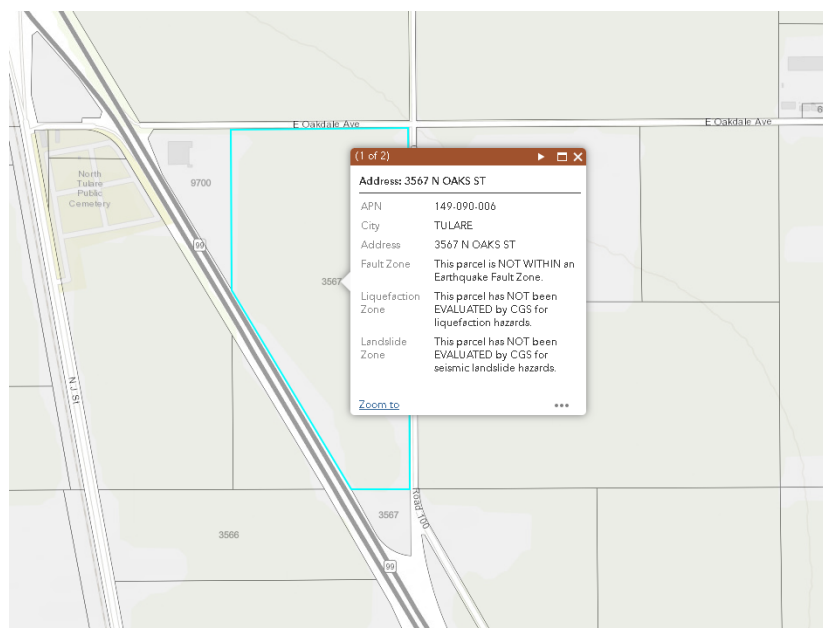 E Oakdale Ave
E Oakdale Ave
6
North
Tulare
Public
Cemetery
9700
99
3567
(1 of 2)
Address: 3567 N OAKS ST
APN 149-090-006
City TULARE
Address 3567 N OAKS ST
Fault Zone This parcel is NOT WITHIN an
Earthquake Fault Zone.
Liquefaction This parcel has NOT been
Zone EVALUATED by CGS for
liquefaction hazards.
Landslide This parcel has NOT been
Zone EVALUATED by CGS for
seismic landslide hazards.
Zoom to
N J St
Road 100
3567
3566
99